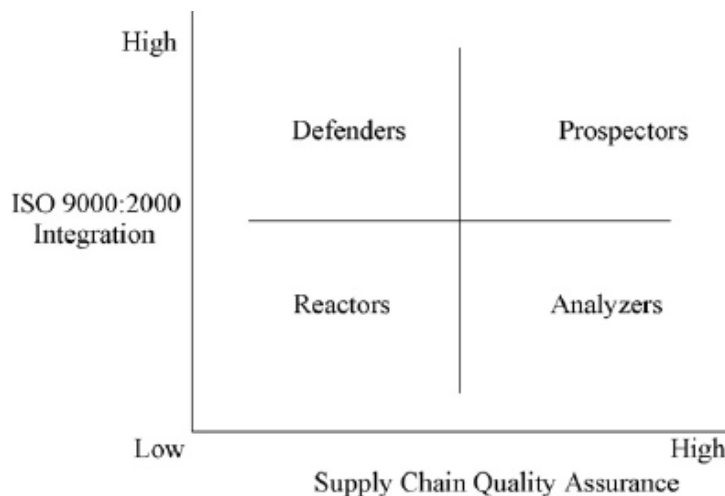 High
Defenders
Prospectors
ISO 9000:2000
Integration
Reactors
Analyzers
Low
High
Supply Chain Quality Assurance